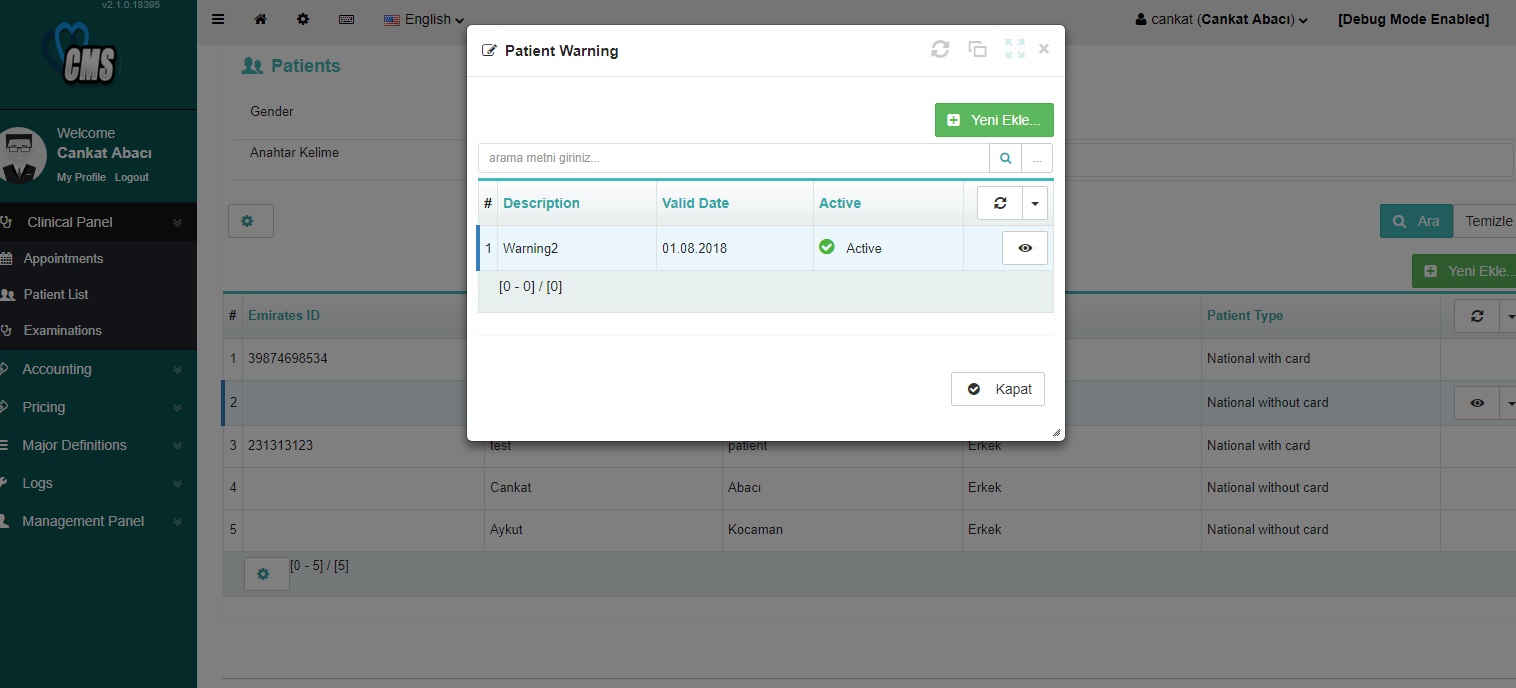 v2.1.0.18395
CMS
Welcome
Cankat Abacı
My Profile Logout
Clinical Panel
Appointments
Patient List
Examinations
Accounting
Pricing
Major Definitions
Logs
Management Panel
English
cankat (Cankat Abacı)
[Debug Mode Enabled]
Patients
Gender
Anahtar Kelime
Ara
Temizle
Yeni Ekle...
# Emirates ID Patient Type
1 39874698534 National with card
2 National without card
3 231313123 test patient Erkek National with card
4 Cankat Abacı Erkek National without card
5 Aykut Kocaman Erkek National without card
[0 - 5] / [5]
Patient Warning
Yeni Ekle...
arama metni giriniz...
...
# Description Valid Date Active
1 Warning2 01.08.2018 Active
[0 - 0] / [0]
Kapat